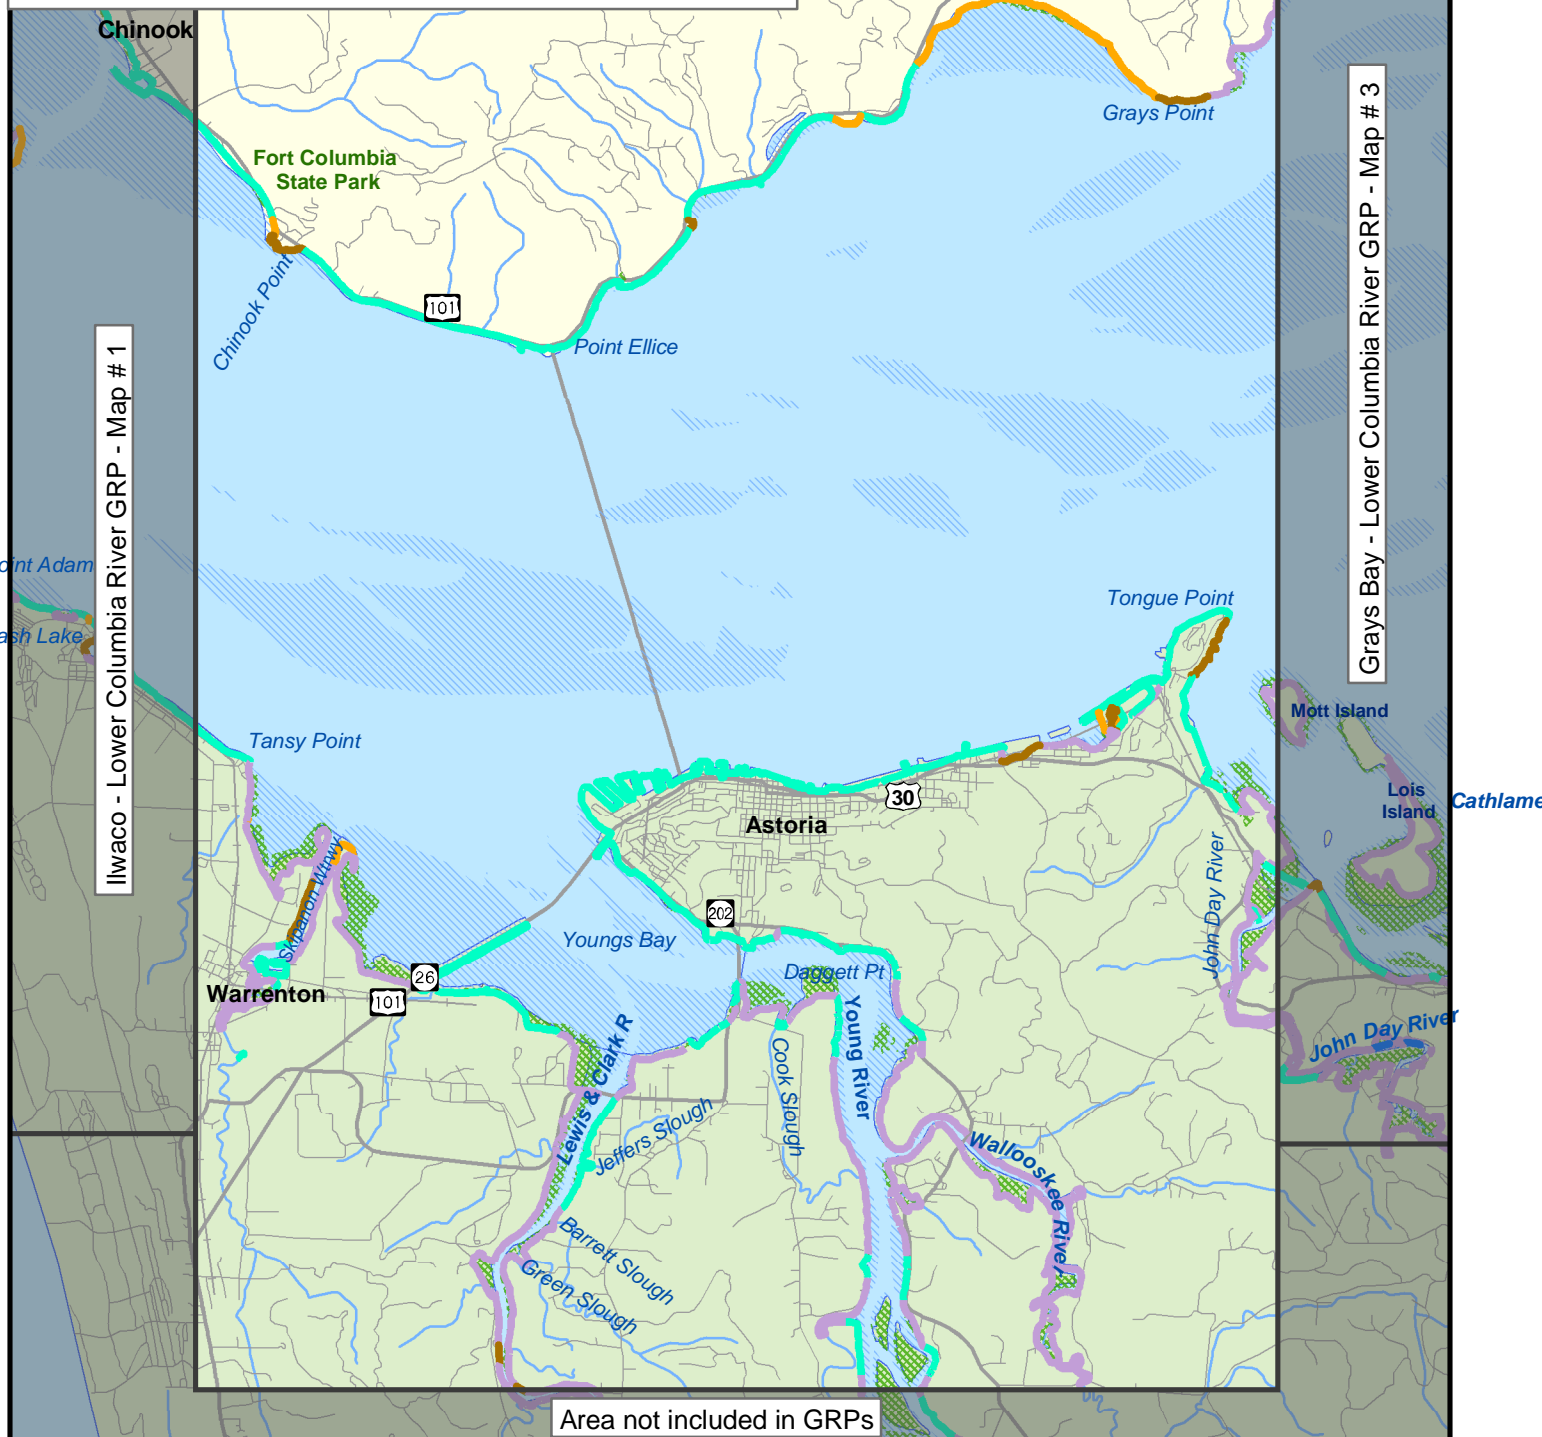 Chinook
Fort Columbia
State Park
Grays Point
Chinook Point
101
Point Ellice
Ilwaco - Lower Columbia River GRP - Map # 1
Grays Bay - Lower Columbia River GRP - Map # 3
oint Adam
ash Lake
Tongue Point
Mott Island
Tansy Point
Lois
Island
Cathlame
30
Astoria
Skipanon Wtrwy
202
Youngs Bay
John Day River
Daggett Pt
26
Warrenton
101
Young River
Lewis & Clark R
Cook Slough
John Day River
Jeffers Slough
Wallooskee River
Barrett Slough
Green Slough
Area not included in GRPs